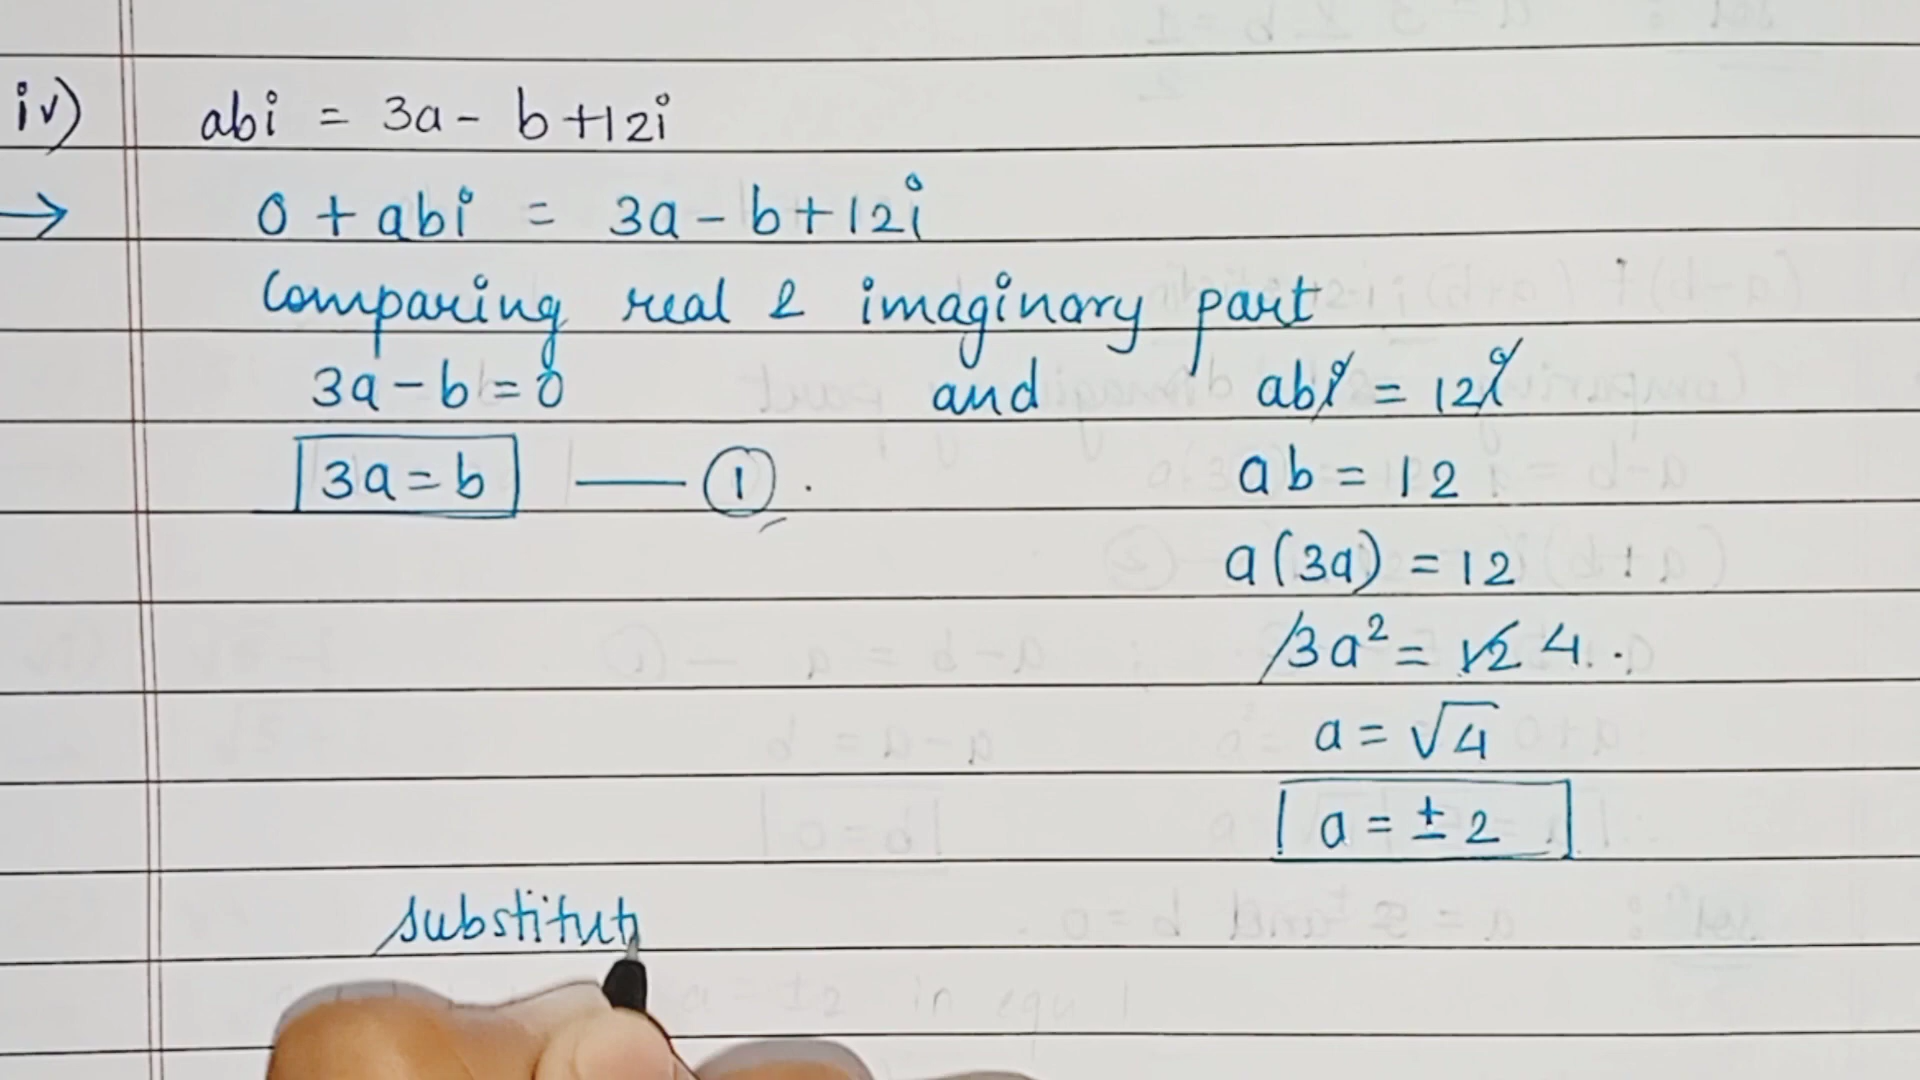 iv) abi = 3a - b + 12i
→ 0 + abi = 3a - b + 12i
Comparing real & imaginary part
3a - b = 0 and abi = 12i
3a = b — ① . ab = 12
a(3a) = 12
3a² = 12 4 .
a = √4
a = ± 2
substitut